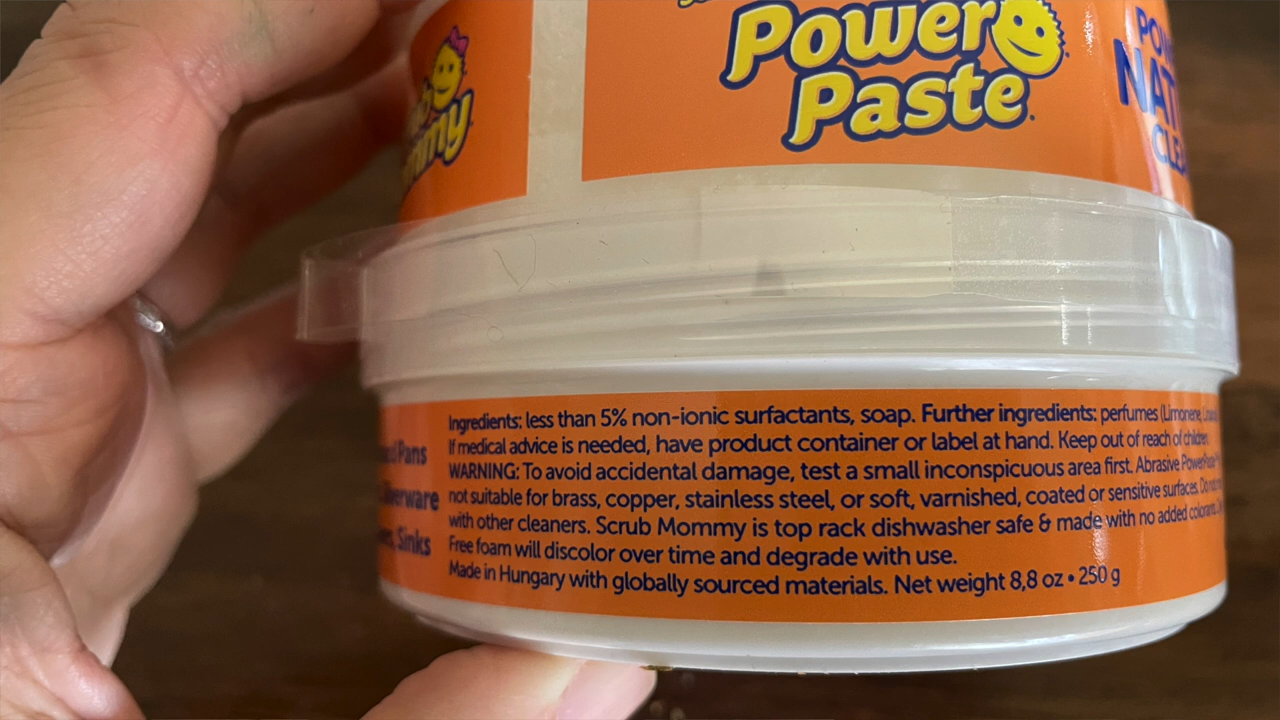 Power
Paste
Ingredients: less than 5% non-ionic surfactants, soap. Further ingredients: perfumes (Limonene,
If medical advice is needed, have product container or label at hand. Keep out of reach of children.
WARNING: To avoid accidental damage, test a small inconspicuous area first. Abrasive PowerPaste
not suitable for brass, copper, stainless steel, or soft, varnished, coated or sensitive surfaces. Do not
with other cleaners. Scrub Mommy is top rack dishwasher safe & made with no added colorants.
Free foam will discolor over time and degrade with use.
Made in Hungary with globally sourced materials. Net weight 8,8 oz • 250 g
Pans
Sinks